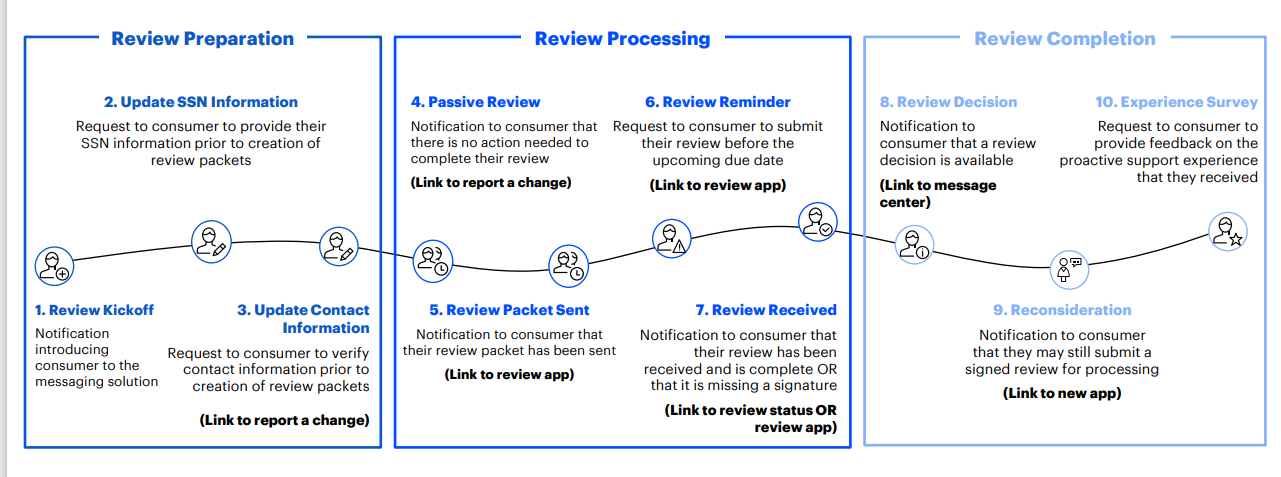 Review Preparation
2. Update SSN Information
Request to consumer to provide their
SSN information prior to creation of
review packets
1. Review Kickoff
Notification
introducing
consumer to the
messaging solution
3. Update Contact
Information
Request to consumer to verify
contact information prior to
creation of review packets
(Link to report a change)
Review Processing
4. Passive Review
Notification to consumer that
there is no action needed to
complete their review
(Link to report a change)
6. Review Reminder
Request to consumer to submit
their review before the
upcoming due date
(Link to review app)
5. Review Packet Sent
Notification to consumer that
their review packet has been sent
(Link to review app)
7. Review Received
Notification to consumer that
their review has been
received and is complete OR
that it is missing a signature
(Link to review status OR
review app)
Review Completion
8. Review Decision
Notification to
consumer that a review
decision is available
(Link to message
center)
10. Experience Survey
Request to consumer to
provide feedback on the
proactive support experience
that they received
9. Reconsideration
Notification to consumer
that they may still submit a
signed review for processing
(Link to new app)